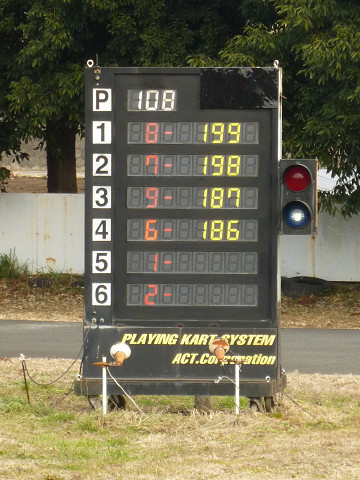 P 108
1 8- 199
2 7- 198
3 9- 187
4 6- 186
5 1-
6 2-
PLAYING KART SYSTEM
ACT.Corporation